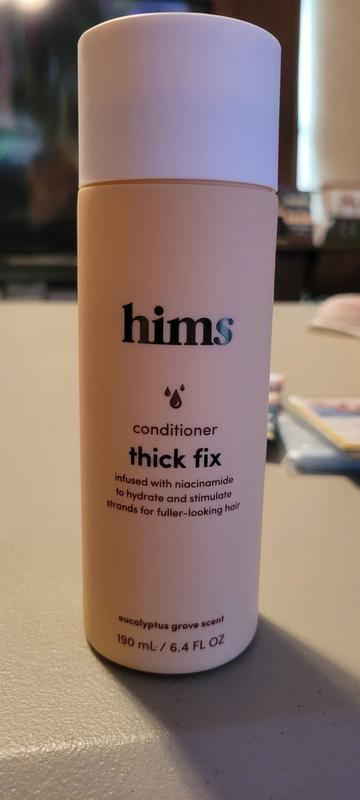 hims
conditioner
thick fix
infused with niacinamide
to hydrate and stimulate
strands for fuller-looking hair
eucalyptus grove scent
190 mL / 6.4 FL OZ